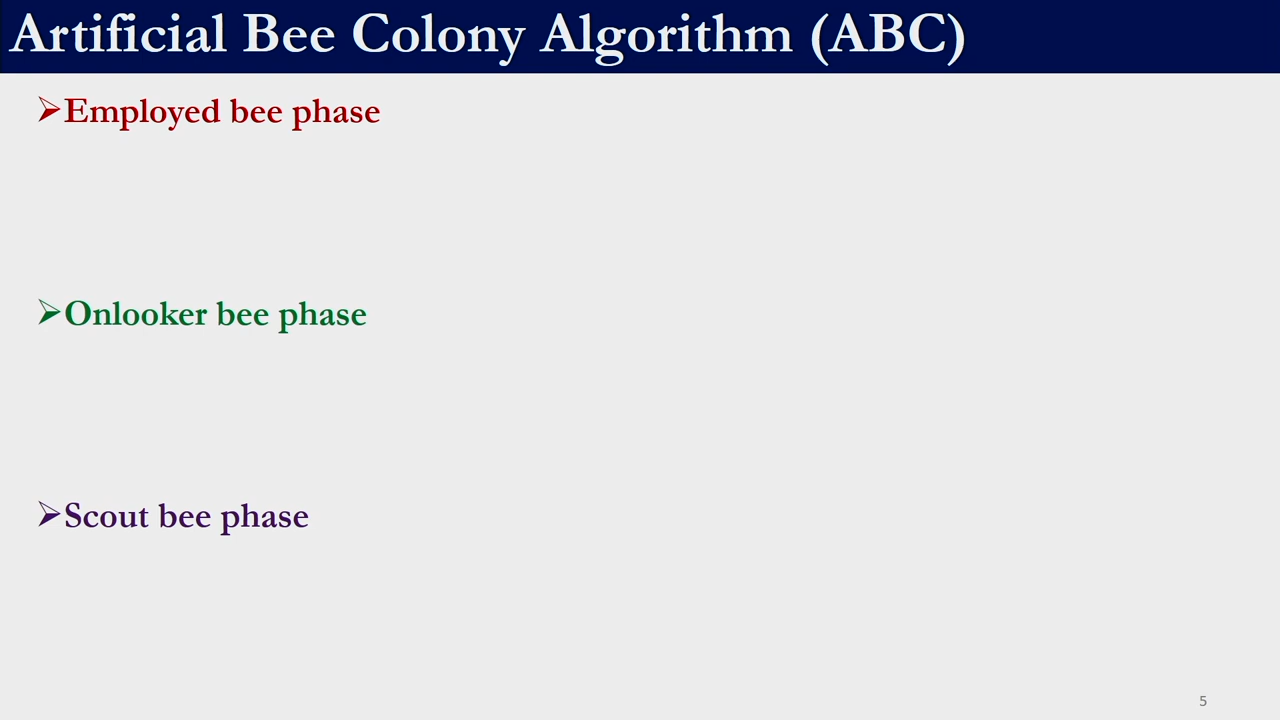 Artificial Bee Colony Algorithm (ABC)
➢Employed bee phase
➢Onlooker bee phase
➢Scout bee phase
5